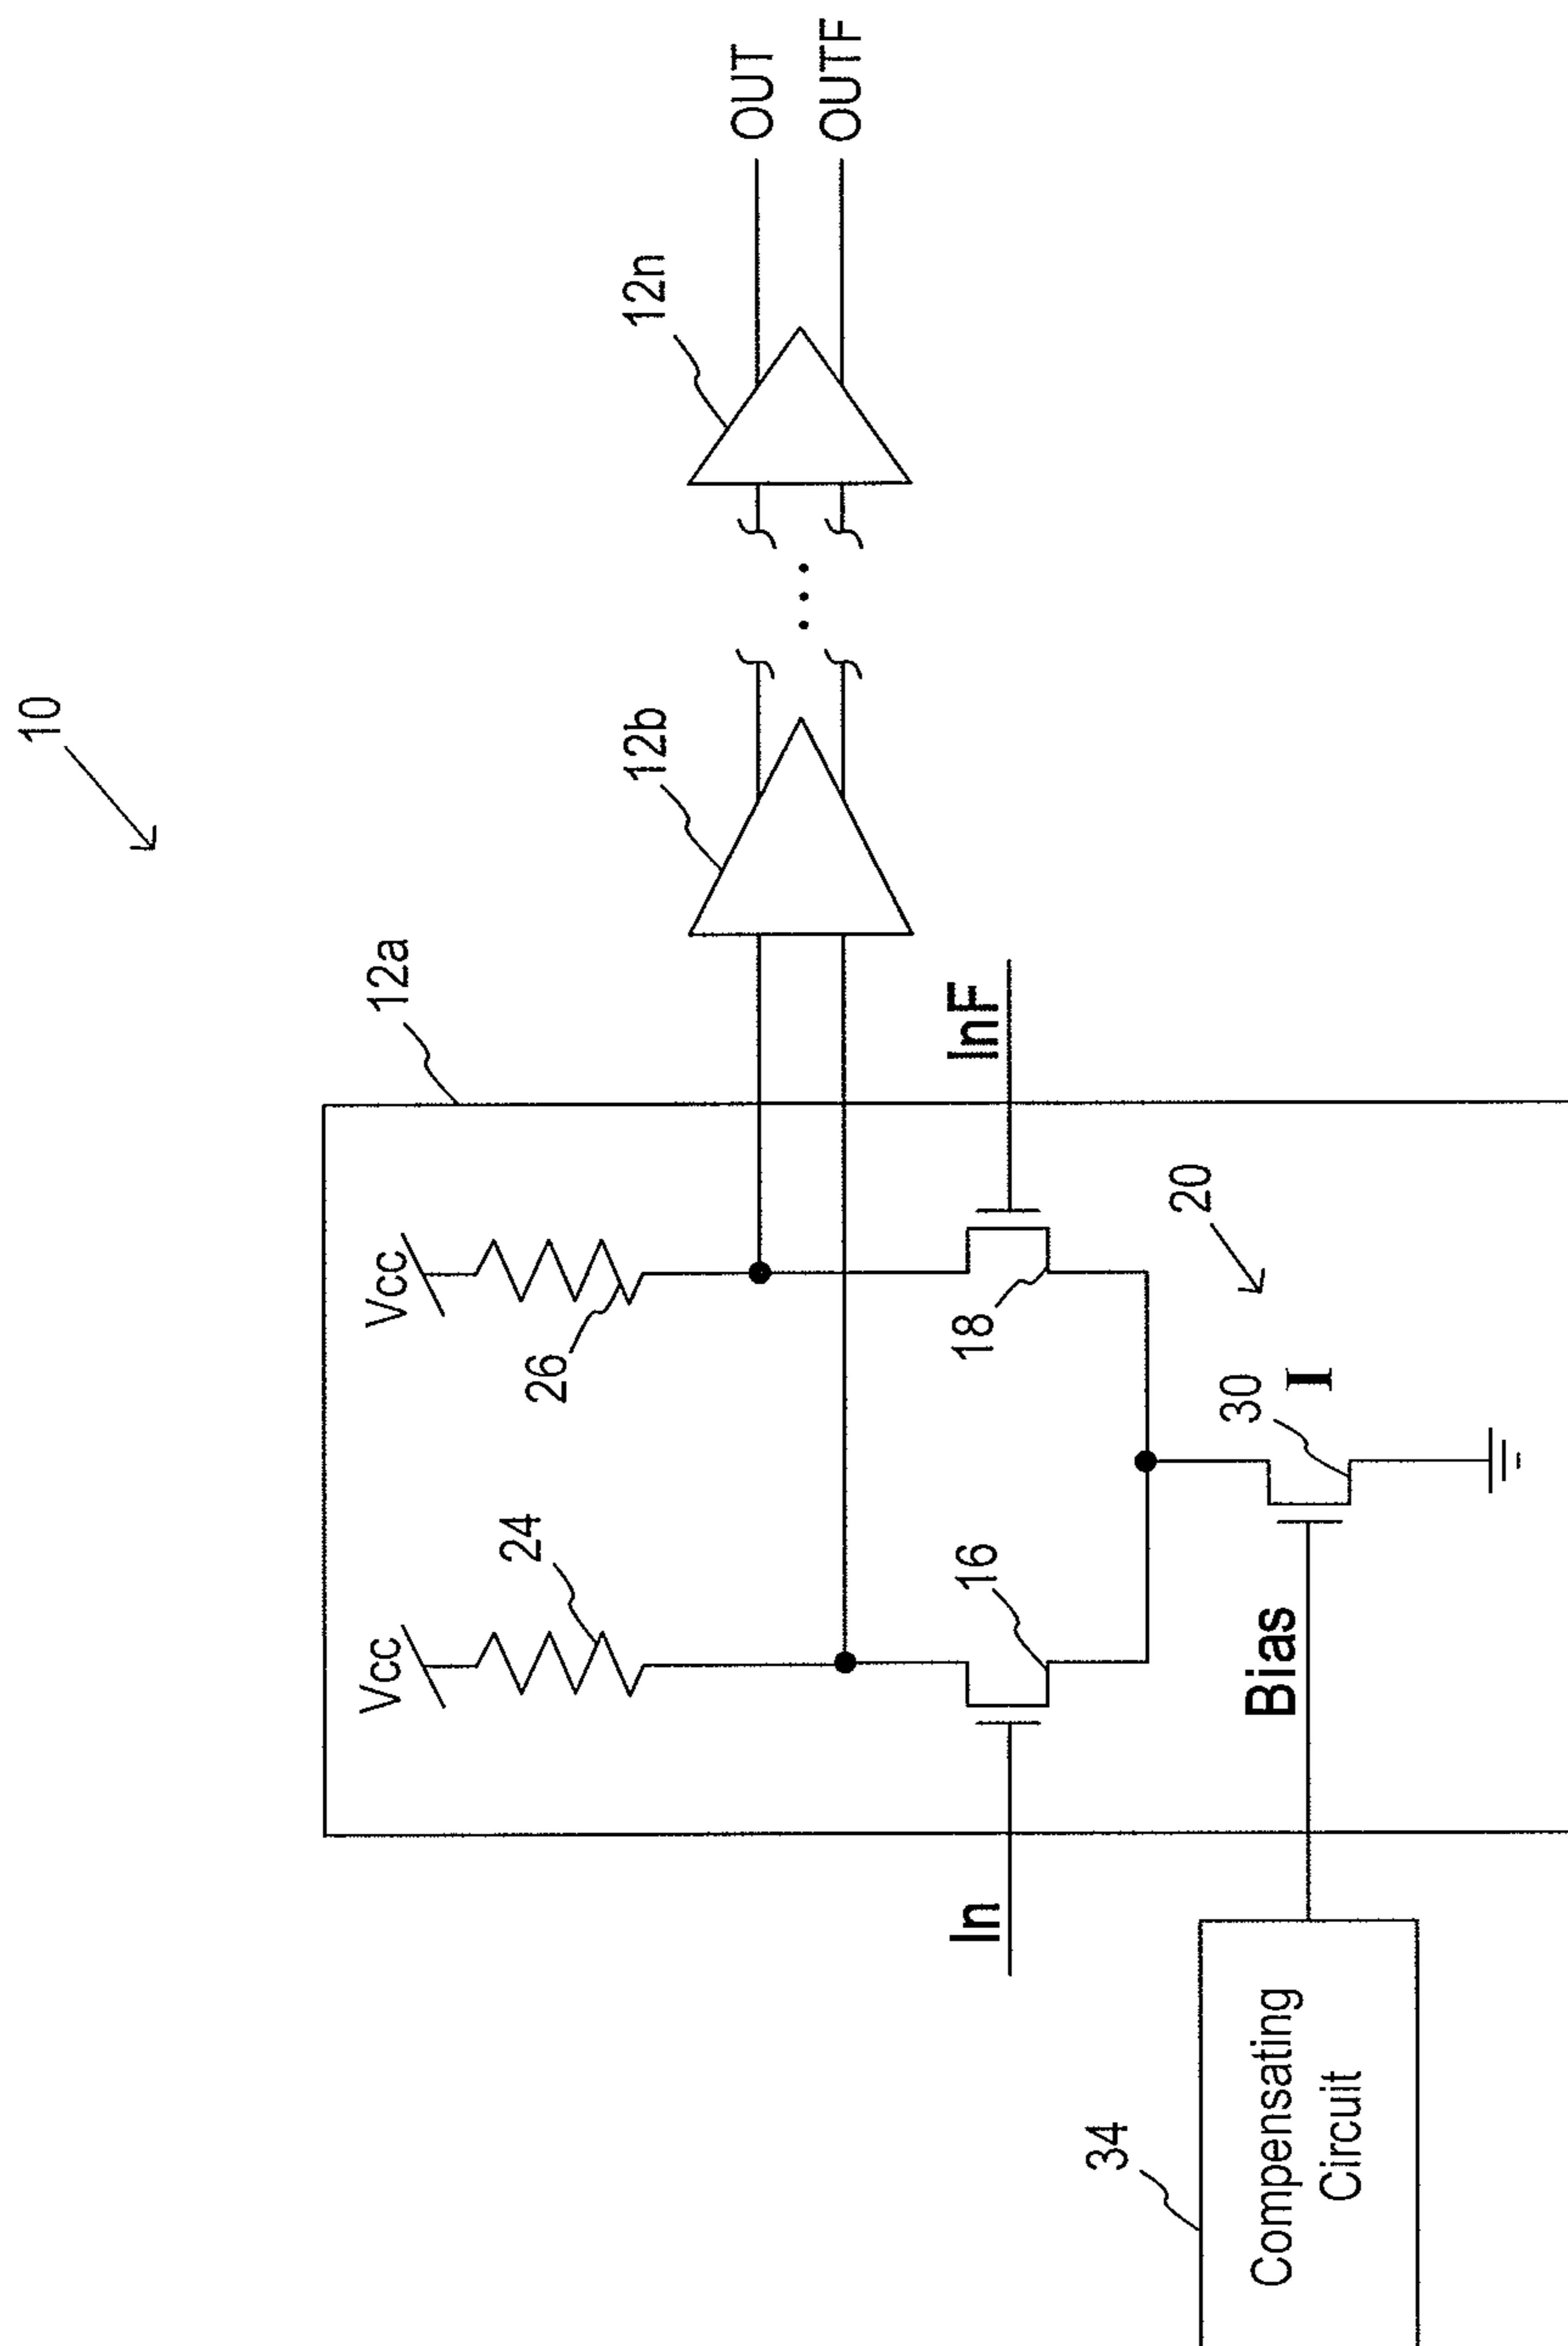 10
12a
12b
12n
OUT
OUTF
Vcc
Vcc
24
26
In
InF
16
18
20
30
I
Bias
34
Compensating
Circuit